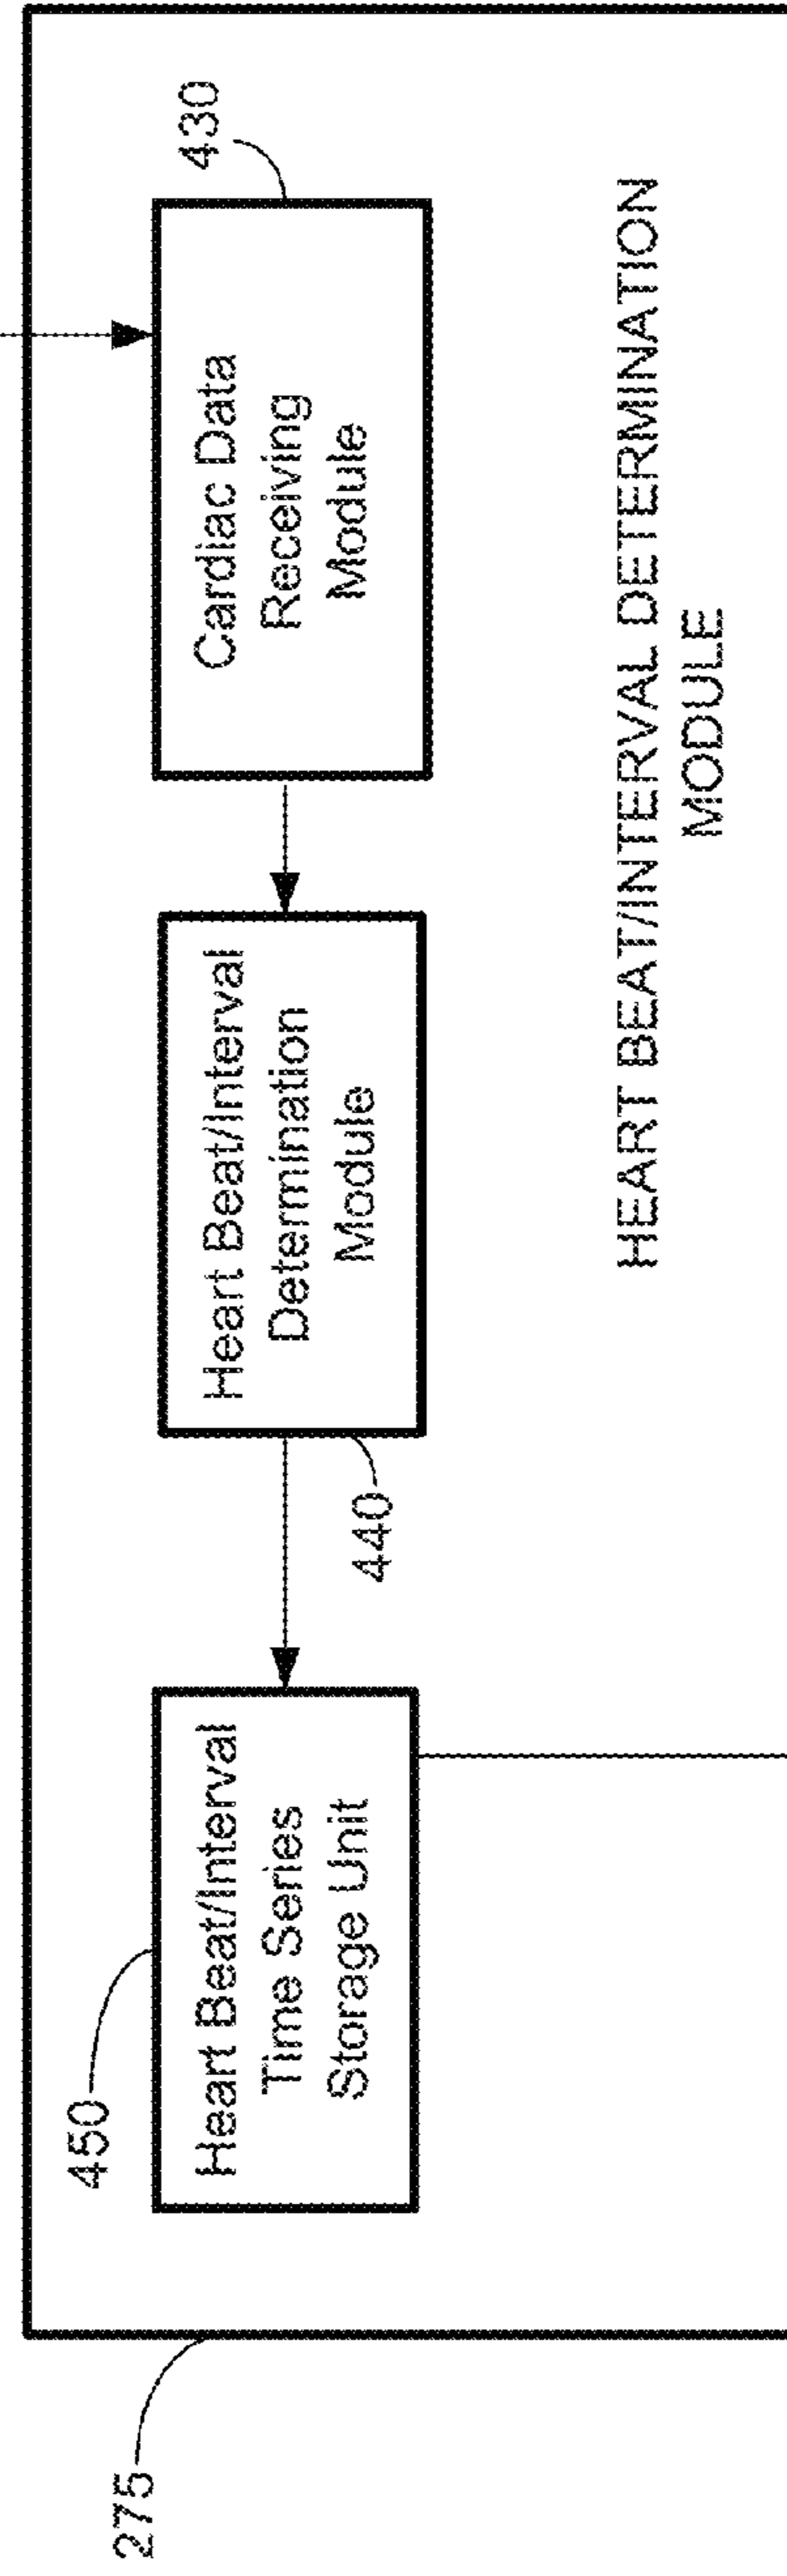 275
450
Heart Beat/Interval
Time Series
Storage Unit
440
Heart Beat/Interval
Determination
Module
430
Cardiac Data
Receiving
Module
HEART BEAT/INTERVAL DETERMINATION
MODULE